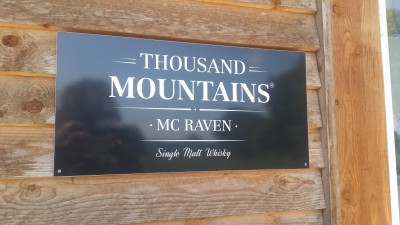 THOUSAND
MOUNTAINS®
· MC RAVEN ·
Single Malt Whisky